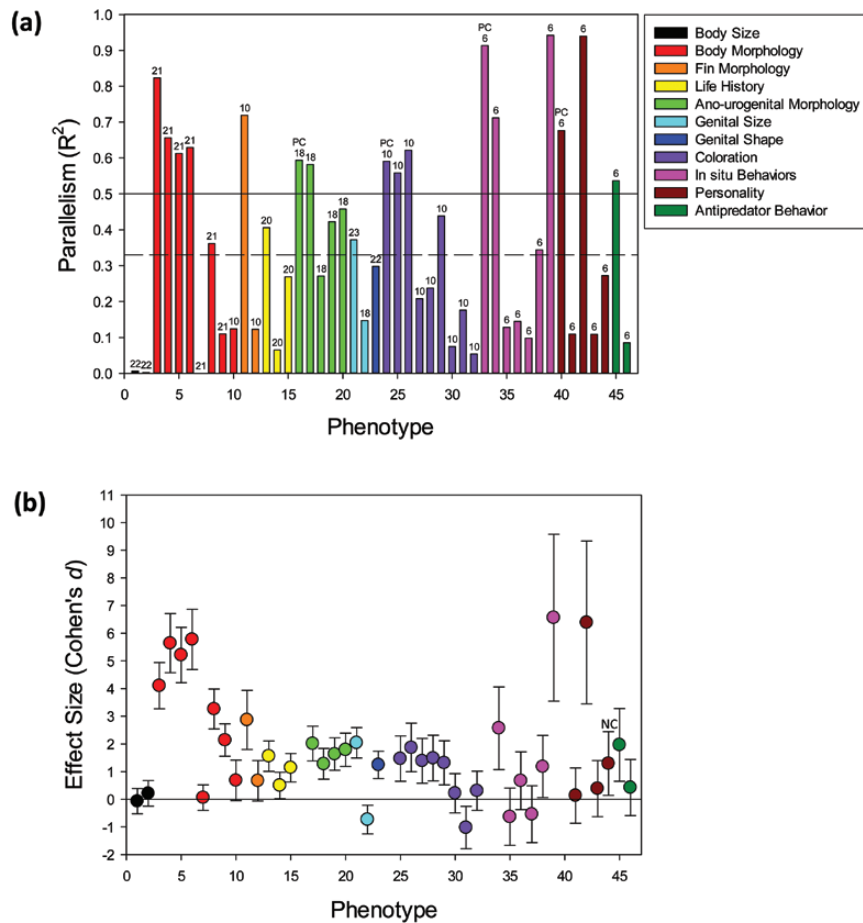 (a)
Parallelism (R²)
1.0
0.9
0.8
0.7
0.6
0.5
0.4
0.3
0.2
0.1
0.0
22 22 21 21 21 21 21 21 21 10 10 10 20 20 20 PC 18 18 18 18 18 23 18 22 PC 10 10 10 10 10 10 10 10 10 PC 6 6 6 6 6 6 6 PC 6 6 6 6 6 6 6
0 5 10 15 20 25 30 35 40 45
Phenotype
Body Size
Body Morphology
Fin Morphology
Life History
Ano-urogenital Morphology
Genital Size
Genital Shape
Coloration
In situ Behaviors
Personality
Antipredator Behavior
(b)
Effect Size (Cohen's d)
11
10
9
8
7
6
5
4
3
2
1
0
-1
-2
NC
0 5 10 15 20 25 30 35 40 45
Phenotype